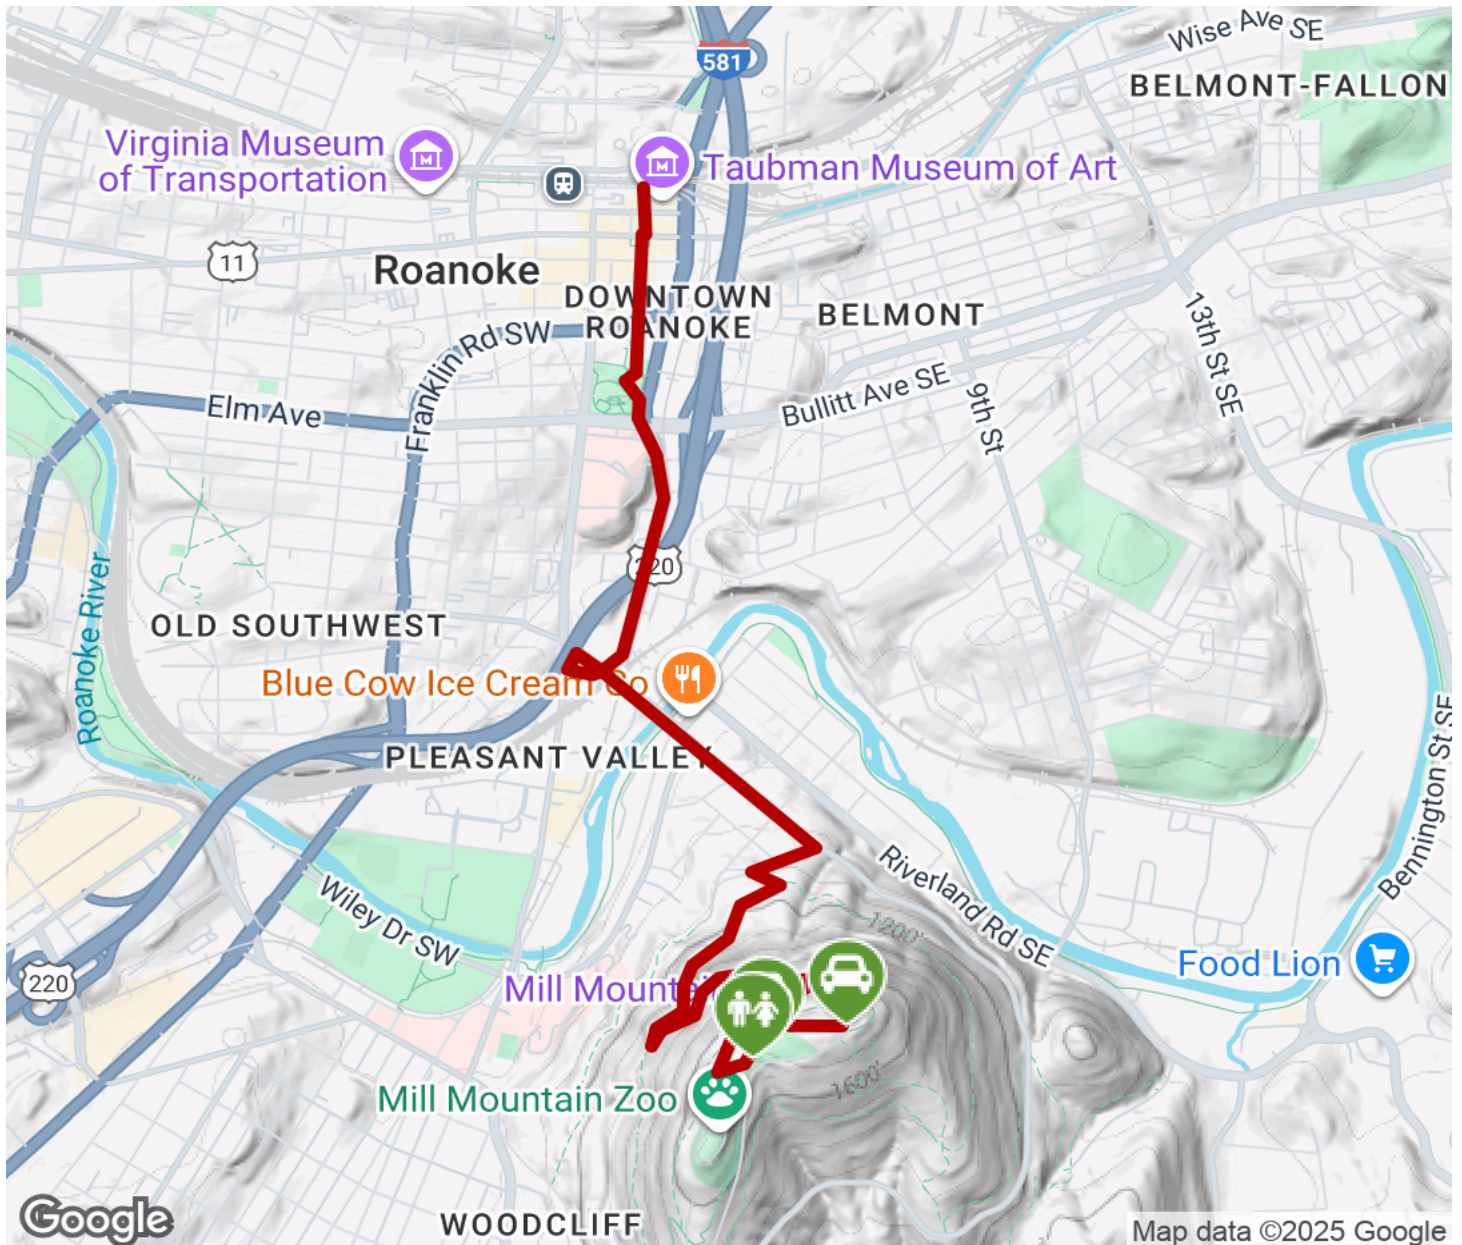 Wise Ave SE
581
BELMONT-FALLON
Virginia Museum
of Transportation
Taubman Museum of Art
11
Roanoke
DOWNTOWN
ROANOKE
BELMONT
13th St SE
Franklin Rd SW
Elm Ave
Bullitt Ave SE
9th St
220
Roanoke River
OLD SOUTHWEST
Blue Cow Ice Cream Co
PLEASANT VALLEY
Bennington St SE
Riverland Rd SE
Wiley Dr SW
1200'
220
Food Lion
Mill Mountain
1600'
Mill Mountain Zoo
WOODCLIFF
Google
Map data ©2025 Google